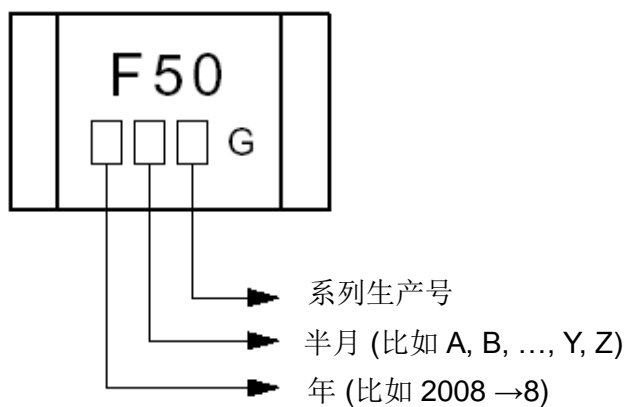 F50
□□□ G
系列生产号
半月 (比如 A, B, …, Y, Z)
年 (比如 2008 →8)